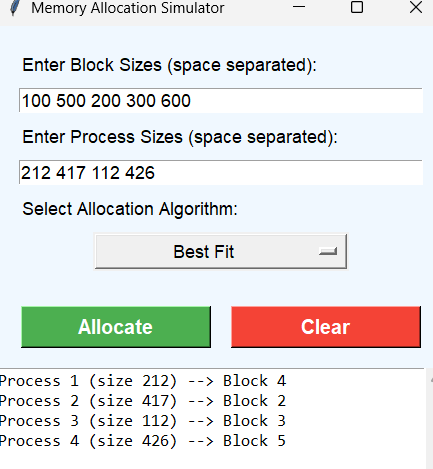 Memory Allocation Simulator
Enter Block Sizes (space separated):
100 500 200 300 600
Enter Process Sizes (space separated):
212 417 112 426
Select Allocation Algorithm:
Best Fit
Allocate Clear
Process 1 (size 212) --> Block 4
Process 2 (size 417) --> Block 2
Process 3 (size 112) --> Block 3
Process 4 (size 426) --> Block 5